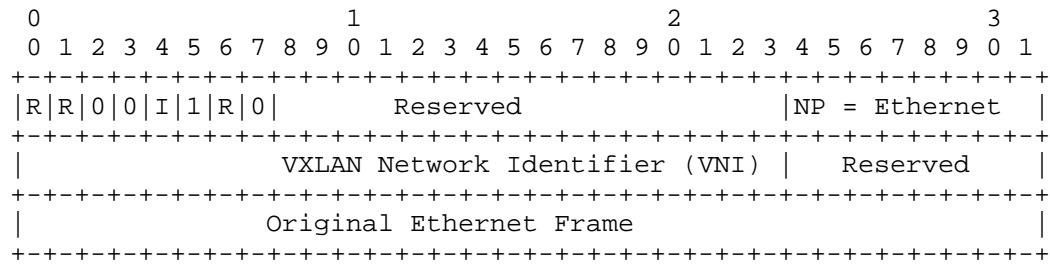 0                   1                   2                   3
 0 1 2 3 4 5 6 7 8 9 0 1 2 3 4 5 6 7 8 9 0 1 2 3 4 5 6 7 8 9 0 1
+-+-+-+-+-+-+-+-+-+-+-+-+-+-+-+-+-+-+-+-+-+-+-+-+-+-+-+-+-+-+-+-+
|R|R|0|0|I|1|R|0|       Reserved                |NP = Ethernet  |
+-+-+-+-+-+-+-+-+-+-+-+-+-+-+-+-+-+-+-+-+-+-+-+-+-+-+-+-+-+-+-+-+
|                VXLAN Network Identifier (VNI) |   Reserved    |
+-+-+-+-+-+-+-+-+-+-+-+-+-+-+-+-+-+-+-+-+-+-+-+-+-+-+-+-+-+-+-+-+
|               Original Ethernet Frame                         |
+-+-+-+-+-+-+-+-+-+-+-+-+-+-+-+-+-+-+-+-+-+-+-+-+-+-+-+-+-+-+-+-+